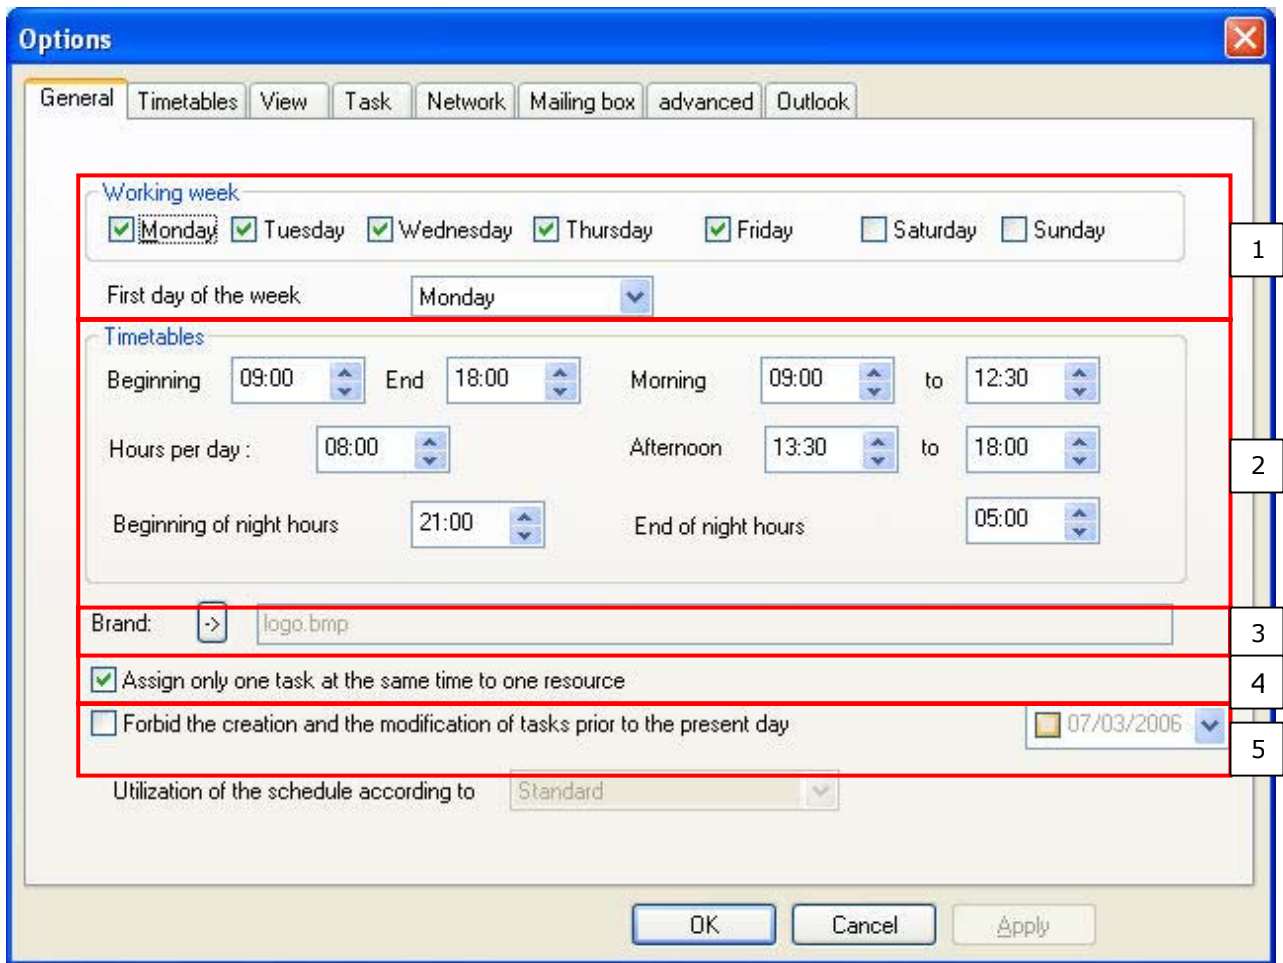 Options
General Timetables View Task Network Mailing box advanced Outlook
Working week
Monday Tuesday Wednesday Thursday Friday Saturday Sunday
1
First day of the week Monday
Timetables
Beginning 09:00 End 18:00 Morning 09:00 to 12:30
Hours per day : 08:00 Afternoon 13:30 to 18:00
2
Beginning of night hours 21:00 End of night hours 05:00
Brand: -> logo.bmp
3
Assign only one task at the same time to one resource
4
Forbid the creation and the modification of tasks prior to the present day 07/03/2006
5
Utilization of the schedule according to Standard
OK Cancel Apply